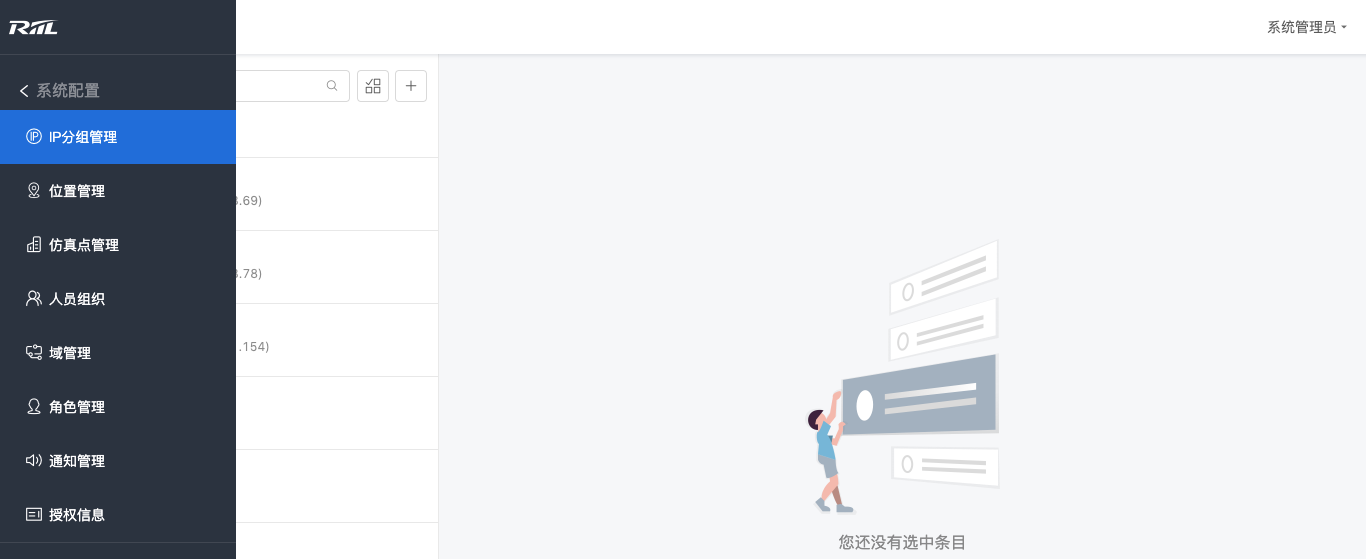 RIIL
系统管理员
系统配置
IP分组管理
位置管理
.69)
仿真点管理
.78)
人员组织
.154)
域管理
角色管理
通知管理
授权信息
您还没有选中条目